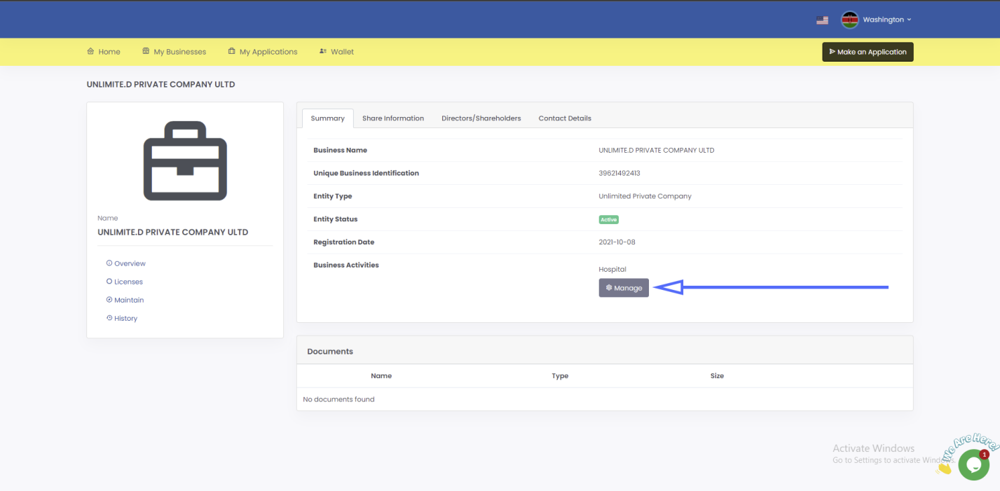 Washington
Home
My Businesses
My Applications
Wallet
Make an Application
UNLIMITE.D PRIVATE COMPANY ULTD
Name
UNLIMITE.D PRIVATE COMPANY ULTD
Overview
Licenses
Maintain
History
Summary
Share Information
Directors/Shareholders
Contact Details
Business Name
UNLIMITE.D PRIVATE COMPANY ULTD
Unique Business Identification
39621492413
Entity Type
Unlimited Private Company
Entity Status
Active
Registration Date
2021-10-08
Business Activities
Hospital
Manage
Documents
Name
Type
Size
No documents found
Activate Windows
Go to Settings to activate Windows.
We Are Here!
1